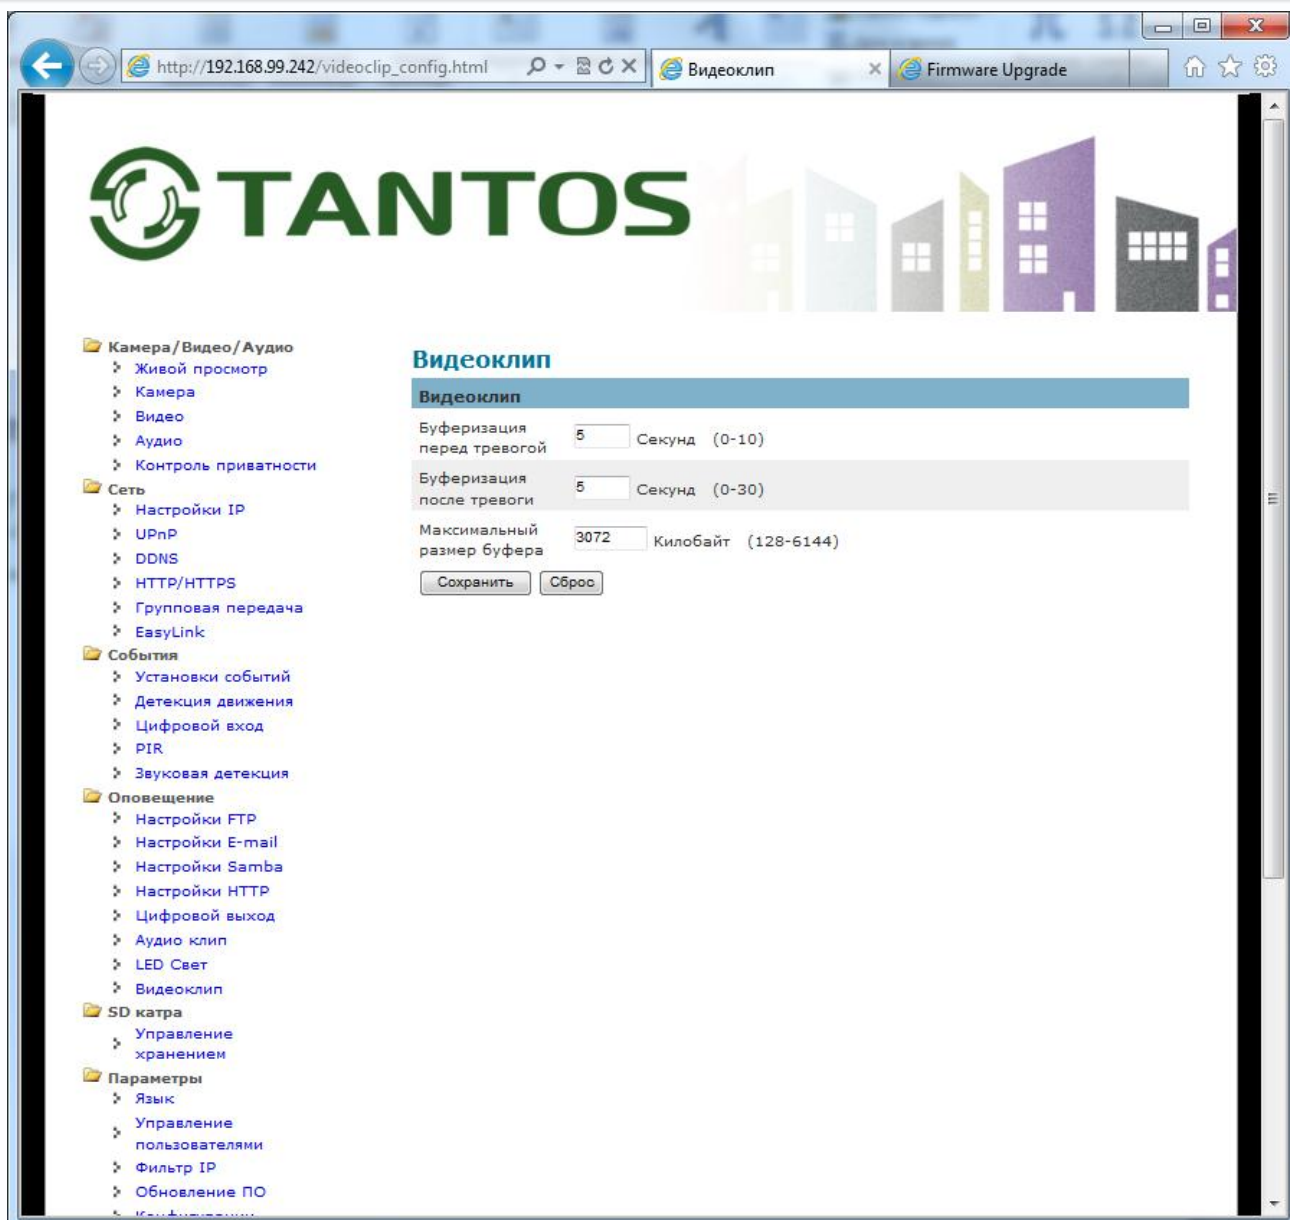 http://192.168.99.242/videoclip_config.html
Видеоклип
Firmware Upgrade
TANTOS
Камера/Видео/Аудио
Живой просмотр
Камера
Видео
Аудио
Контроль приватности
Сеть
Настройки IP
UPnP
DDNS
HTTP/HTTPS
Групповая передача
EasyLink
События
Установки событий
Детекция движения
Цифровой вход
PIR
Звуковая детекция
Оповещение
Настройки FTP
Настройки E-mail
Настройки Samba
Настройки HTTP
Цифровой выход
Аудио клип
LED Свет
Видеоклип
SD катра
Управление
хранением
Параметры
Язык
Управление
пользователями
Фильтр IP
Обновление ПО
Видеоклип
Видеоклип
Буферизация
перед тревогой
5 Секунд (0-10)
Буферизация
после тревоги
5 Секунд (0-30)
Максимальный
размер буфера
3072 Килобайт (128-6144)
Сохранить Сброс